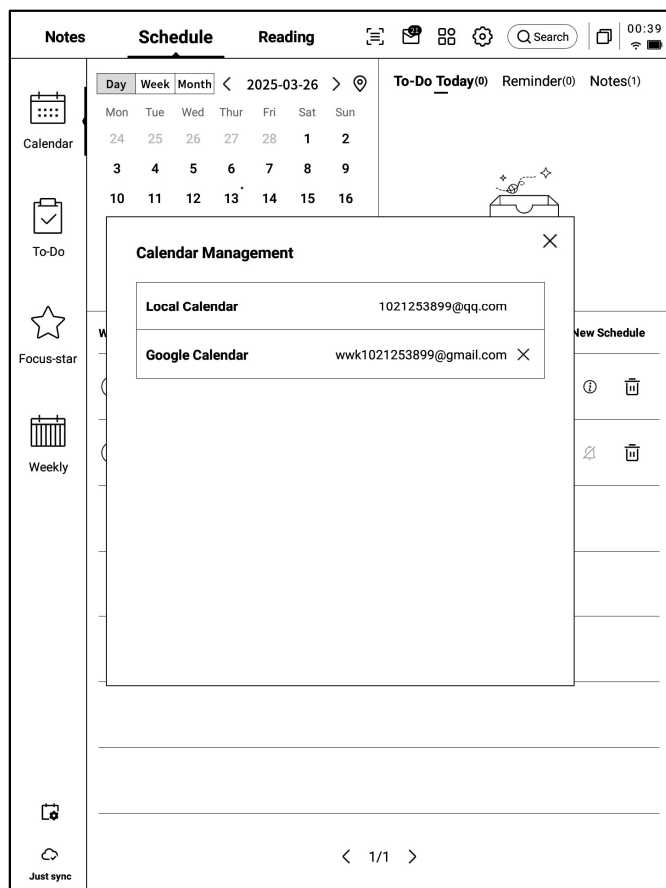 Notes Schedule Reading 21 Search 00:39
Day Week Month 2025-03-26
To-Do Today(0) Reminder(0) Notes(1)
Mon Tue Wed Thur Fri Sat Sun
24 25 26 27 28 1 2
3 4 5 6 7 8 9
10 11 12 13 14 15 16
Calendar
To-Do
Focus-star
Weekly
Calendar Management
Local Calendar 1021253899@qq.com
Google Calendar wwk1021253899@gmail.com
New Schedule
1/1
Just sync